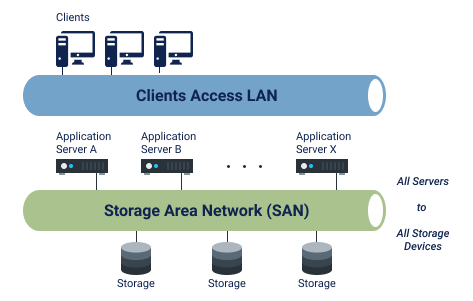 Clients
Clients Access LAN
Application
Server A
Application
Server B
Application
Server X
. . .
Storage Area Network (SAN)
All Servers
to
All Storage
Devices
Storage
Storage
Storage